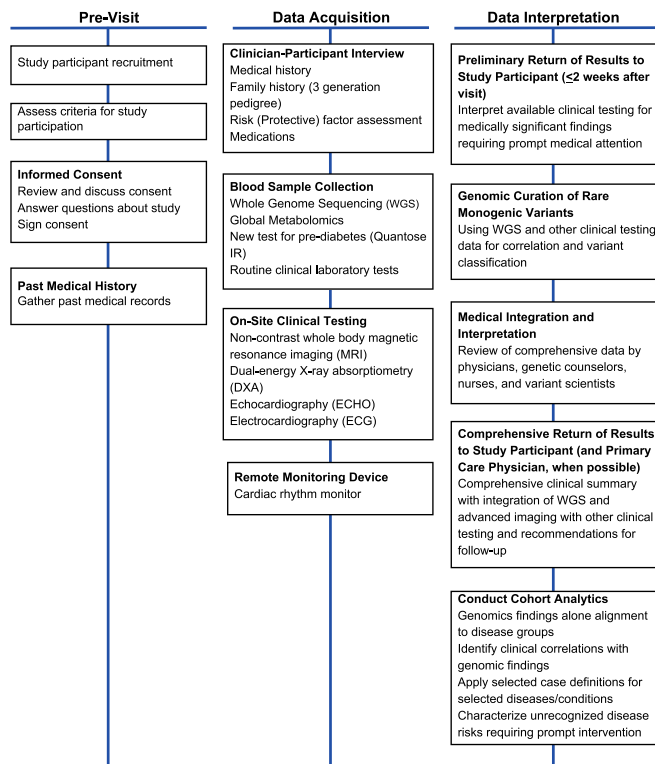 Pre-Visit
Study participant recruitment
Assess criteria for study
participation
Informed Consent
Review and discuss consent
Answer questions about study
Sign consent
Past Medical History
Gather past medical records
Data Acquisition
Clinician-Participant Interview
Medical history
Family history (3 generation
pedigree)
Risk (Protective) factor assessment
Medications
Blood Sample Collection
Whole Genome Sequencing (WGS)
Global Metabolomics
New test for pre-diabetes (Quantose
IR)
Routine clinical laboratory tests
On-Site Clinical Testing
Non-contrast whole body magnetic
resonance imaging (MRI)
Dual-energy X-ray absorptiometry
(DXA)
Echocardiography (ECHO)
Electrocardiography (ECG)
Remote Monitoring Device
Cardiac rhythm monitor
Data Interpretation
Preliminary Return of Results to
Study Participant (≤2 weeks after
visit)
Interpret available clinical testing for
medically significant findings
requiring prompt medical attention
Genomic Curation of Rare
Monogenic Variants
Using WGS and other clinical testing
data for correlation and variant
classification
Medical Integration and
Interpretation
Review of comprehensive data by
physicians, genetic counselors,
nurses, and variant scientists
Comprehensive Return of Results
to Study Participant (and Primary
Care Physician, when possible)
Comprehensive clinical summary
with integration of WGS and
advanced imaging with other clinical
testing and recommendations for
follow-up
Conduct Cohort Analytics
Genomics findings alone alignment
to disease groups
Identify clinical correlations with
genomic findings
Apply selected case definitions for
selected diseases/conditions
Characterize unrecognized disease
risks requiring prompt intervention